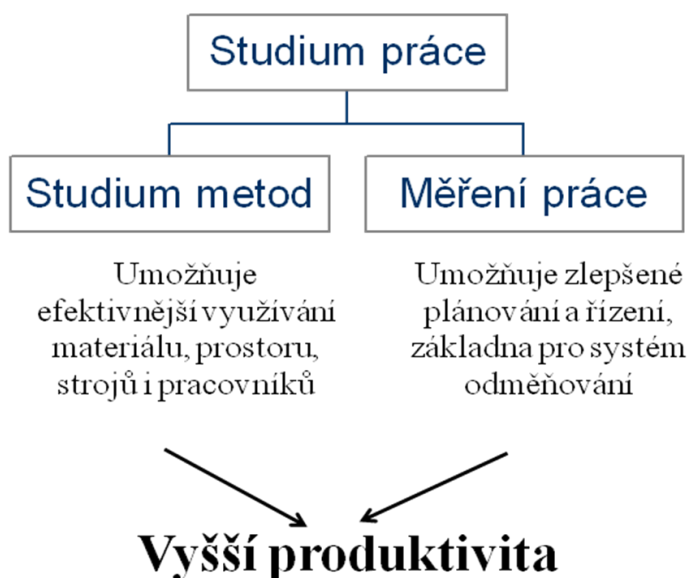 Studium práce
Studium metod
Měření práce
Umožňuje
efektivnější využívání
materiálu, prostoru,
strojů i pracovníků
Umožňuje zlepšené
plánování a řízení,
základna pro systém
odměňování
Vyšší produktivita